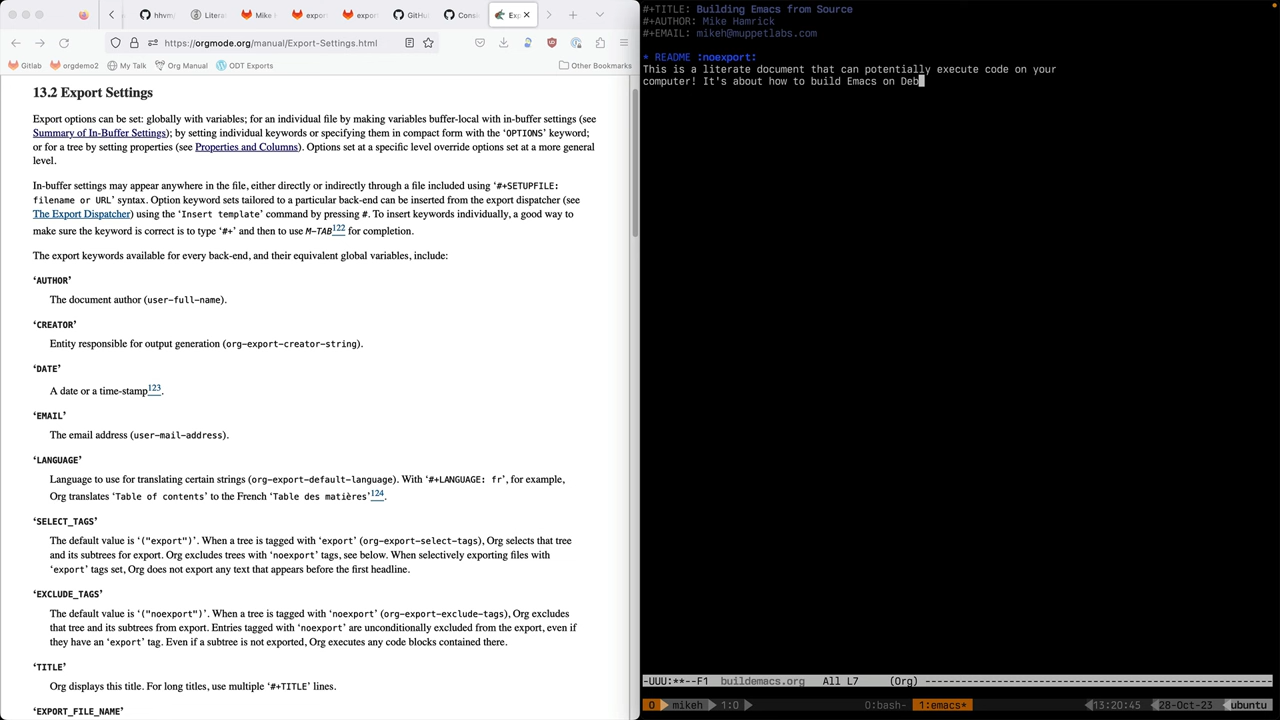 hhvm
Litera
Mike
export
export
GitHub
Consid
Exp
https://orgmode.org/manual/Export-Settings.html
Gitlab
orgdemo2
My Talk
Org Manual
ODT Exports
Other Bookmarks
13.2 Export Settings
Export options can be set: globally with variables; for an individual file by making variables buffer-local with in-buffer settings (see
Summary of In-Buffer Settings); by setting individual keywords or specifying them in compact form with the ‘OPTIONS’ keyword;
or for a tree by setting properties (see Properties and Columns). Options set at a specific level override options set at a more general
level.
In-buffer settings may appear anywhere in the file, either directly or indirectly through a file included using ‘#+SETUPFILE:
filename or URL’ syntax. Option keyword sets tailored to a particular back-end can be inserted from the export dispatcher (see
The Export Dispatcher) using the ‘Insert template’ command by pressing #. To insert keywords individually, a good way to
make sure the keyword is correct is to type ‘#+’ and then to use M-TAB122 for completion.
The export keywords available for every back-end, and their equivalent global variables, include:
‘AUTHOR’
The document author (user-full-name).
‘CREATOR’
Entity responsible for output generation (org-export-creator-string).
‘DATE’
A date or a time-stamp123.
‘EMAIL’
The email address (user-mail-address).
‘LANGUAGE’
Language to use for translating certain strings (org-export-default-language). With ‘#+LANGUAGE: fr’, for example,
Org translates ‘Table of contents’ to the French ‘Table des matières’124.
‘SELECT_TAGS’
The default value is ‘("export")’. When a tree is tagged with ‘export’ (org-export-select-tags), Org selects that tree
and its subtrees for export. Org excludes trees with ‘noexport’ tags, see below. When selectively exporting files with
‘export’ tags set, Org does not export any text that appears before the first headline.
‘EXCLUDE_TAGS’
The default value is ‘("noexport")’. When a tree is tagged with ‘noexport’ (org-export-exclude-tags), Org excludes
that tree and its subtrees from export. Entries tagged with ‘noexport’ are unconditionally excluded from the export, even if
they have an ‘export’ tag. Even if a subtree is not exported, Org executes any code blocks contained there.
‘TITLE’
Org displays this title. For long titles, use multiple ‘#+TITLE’ lines.
‘EXPORT_FILE_NAME’
#+TITLE: Building Emacs from Source
#+AUTHOR: Mike Hamrick
#+EMAIL: mikeh@muppetlabs.com
* README :noexport:
This is a literate document that can potentially execute code on your
computer! It's about how to build Emacs on Deb
-UUU:**--F1 buildemacs.org All L7 (Org)
0 mikeh 1:0 0:bash- 1:emacs* 13:20:45 28-Oct-23 ubuntu